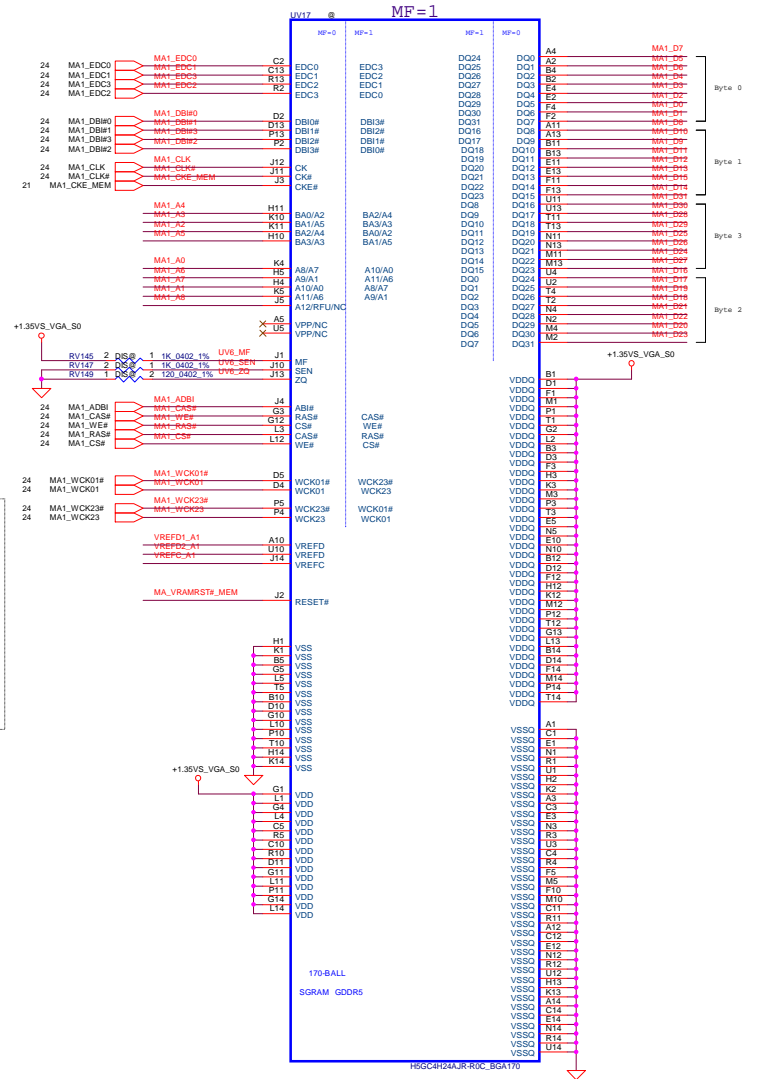 MF=1
UV17 @
MF=0 MF=1 MF=1 MF=0
24 MA1_EDC0 MA1_EDC0 C2 EDC0 EDC3
24 MA1_EDC1 MA1_EDC1 C13 EDC1 EDC2
24 MA1_EDC3 MA1_EDC3 R13 EDC2 EDC1
24 MA1_EDC2 MA1_EDC2 R2 EDC3 EDC0
24 MA1_DBI#0 MA1_DBI#0 D2 DBI0# DBI3#
24 MA1_DBI#1 MA1_DBI#1 D13 DBI1# DBI2#
24 MA1_DBI#3 MA1_DBI#3 P13 DBI2# DBI1#
24 MA1_DBI#2 MA1_DBI#2 P2 DBI3# DBI0#
24 MA1_CLK MA1_CLK J12 CK
24 MA1_CLK# MA1_CLK# J11 CK#
21 MA1_CKE_MEM MA1_CKE_MEM J3 CKE#
MA1_A4 H11 BA0/A2 BA2/A4
MA1_A3 K10 BA1/A5 BA3/A3
MA1_A2 K11 BA2/A4 BA0/A2
MA1_A5 H10 BA3/A3 BA1/A5
MA1_A0 K4 A8/A7 A10/A0
MA1_A6 H5 A9/A1 A11/A6
MA1_A7 H4 A10/A0 A8/A7
MA1_A1 K5 A11/A6 A9/A1
MA1_A8 J5 A12/RFU/NC
A5 VPP/NC
U5 VPP/NC
+1.35VS_VGA_S0
RV145 2 DIS@ 1 1K_0402_1% UV6_MF J1 MF
RV147 2 DIS@ 1 1K_0402_1% UV6_SEN J10 SEN
RV149 1 DIS@ 2 120_0402_1% UV6_ZQ J13 ZQ
24 MA1_ADBI MA1_ADBI J4 ABI#
24 MA1_CAS# MA1_CAS# G3 RAS# CAS#
24 MA1_WE# MA1_WE# G12 CS# WE#
24 MA1_RAS# MA1_RAS# L3 CAS# RAS#
24 MA1_CS# MA1_CS# L12 WE# CS#
24 MA1_WCK01# MA1_WCK01# D5 WCK01# WCK23#
24 MA1_WCK01 MA1_WCK01 D4 WCK01 WCK23
24 MA1_WCK23# MA1_WCK23# P5 WCK23# WCK01#
24 MA1_WCK23 MA1_WCK23 P4 WCK23 WCK01
VREFD1_A1 A10 VREFD
VREFD2_A1 U10 VREFD
VREFC_A1 J14 VREFC
MA_VRAMRST#_MEM J2 RESET#
H1 VSS
K1 VSS
B5 VSS
G5 VSS
L5 VSS
T5 VSS
B10 VSS
D10 VSS
G10 VSS
L10 VSS
P10 VSS
T10 VSS
H14 VSS
K14 VSS
+1.35VS_VGA_S0
G1 VDD
L1 VDD
G4 VDD
L4 VDD
C5 VDD
R5 VDD
C10 VDD
R10 VDD
D11 VDD
G11 VDD
L11 VDD
P11 VDD
G14 VDD
L14 VDD
DQ24 DQ0 A4 MA1_D7
DQ25 DQ1 A2 MA1_D5
DQ26 DQ2 B4 MA1_D6
DQ27 DQ3 B2 MA1_D4
DQ28 DQ4 E4 MA1_D3
DQ29 DQ5 E2 MA1_D2
DQ30 DQ6 F4 MA1_D0
DQ31 DQ7 F2 MA1_D1
Byte 0
DQ16 DQ8 A11 MA1_D8
DQ17 DQ9 A13 MA1_D10
DQ18 DQ10 B11 MA1_D9
DQ19 DQ11 B13 MA1_D11
DQ20 DQ12 E11 MA1_D12
DQ21 DQ13 E13 MA1_D13
DQ22 DQ14 F11 MA1_D15
DQ23 DQ15 F13 MA1_D14
Byte 1
DQ8 DQ16 U11
DQ9 DQ17 U13 MA1_D30
DQ10 DQ18 T11 MA1_D28
DQ11 DQ19 T13 MA1_D29
DQ12 DQ20 N11 MA1_D25
DQ13 DQ21 N13 MA1_D26
DQ14 DQ22 M11 MA1_D24
DQ15 DQ23 M13 MA1_D27
Byte 3
DQ0 DQ24 U4 MA1_D16
DQ1 DQ25 U2 MA1_D17
DQ2 DQ26 T4 MA1_D19
DQ3 DQ27 T2 MA1_D18
DQ4 DQ28 N4 MA1_D21
DQ5 DQ29 N2 MA1_D22
DQ6 DQ30 M4 MA1_D20
DQ7 DQ31 M2 MA1_D23
Byte 2
+1.35VS_VGA_S0
VDDQ B1
VDDQ D1
VDDQ F1
VDDQ M1
VDDQ P1
VDDQ T1
VDDQ G2
VDDQ L2
VDDQ B3
VDDQ D3
VDDQ F3
VDDQ H3
VDDQ K3
VDDQ M3
VDDQ P3
VDDQ T3
VDDQ E5
VDDQ N5
VDDQ E10
VDDQ N10
VDDQ B12
VDDQ D12
VDDQ F12
VDDQ H12
VDDQ K12
VDDQ M12
VDDQ P12
VDDQ T12
VDDQ G13
VDDQ L13
VDDQ B14
VDDQ D14
VDDQ F14
VDDQ M14
VDDQ P14
VDDQ T14
VSSQ A1
VSSQ C1
VSSQ E1
VSSQ N1
VSSQ R1
VSSQ U1
VSSQ H2
VSSQ K2
VSSQ A3
VSSQ C3
VSSQ E3
VSSQ N3
VSSQ R3
VSSQ U3
VSSQ C4
VSSQ R4
VSSQ F5
VSSQ M5
VSSQ F10
VSSQ M10
VSSQ C11
VSSQ R11
VSSQ A12
VSSQ C12
VSSQ E12
VSSQ N12
VSSQ R12
VSSQ U12
VSSQ H13
VSSQ K13
VSSQ A14
VSSQ C14
VSSQ E14
VSSQ N14
VSSQ R14
VSSQ U14
170-BALL
SGRAM GDDR5
H5GC4H24AJR-R0C_BGA170